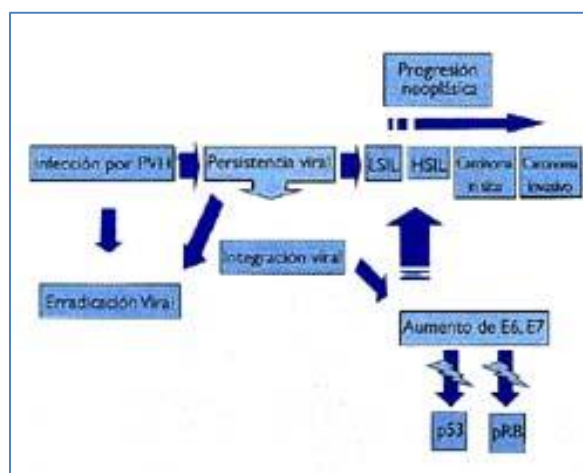 Progresión
neoplásica
Infección por PVH
Persistencia viral
LSIL
HSIL
Carcinoma
in situ
Carcinoma
invasivo
Integración viral
Erradicación Viral
Aumento de E6, E7
p53
pRB